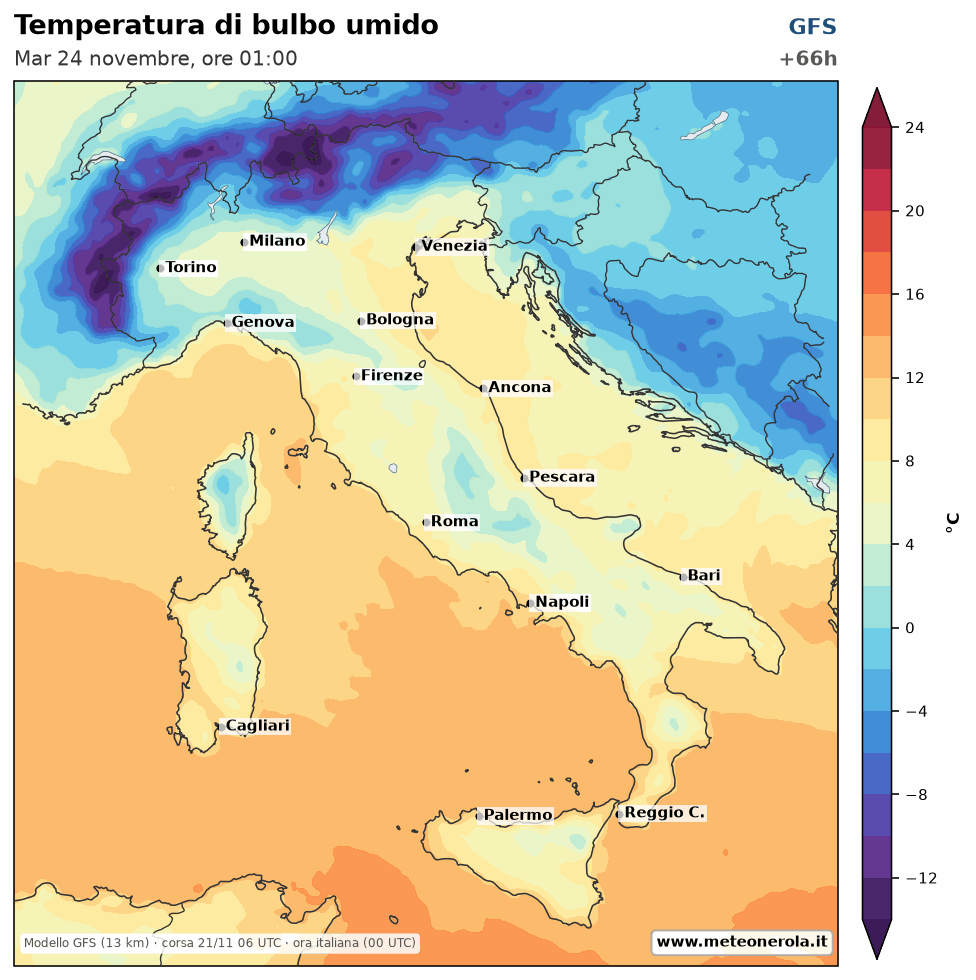 Temperatura di bulbo umido
GFS
Mar 24 novembre, ore 01:00
+66h
Milano
Venezia
Torino
Genova
Bologna
Firenze
Ancona
Pescara
Roma
Bari
Napoli
Cagliari
Palermo
Reggio C.
24
20
16
12
8
4
0
−4
−8
−12
°C
Modello GFS (13 km) · corsa 21/11 06 UTC · ora italiana (00 UTC)
www.meteonerola.it